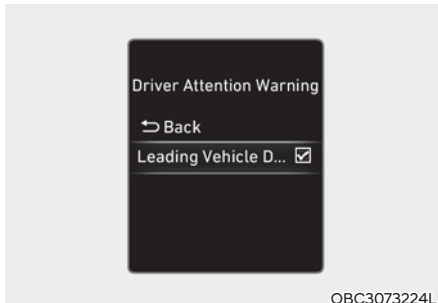 Driver Attention Warning
Back
Leading Vehicle D...
OBC3073224L